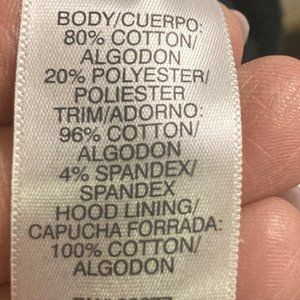 BODY/CUERPO:
80% COTTON/
ALGODON
20% POLYESTER/
POLIESTER
TRIM/ADORNO:
96% COTTON/
ALGODON
4% SPANDEX/
SPANDEX
HOOD LINING/
CAPUCHA FORRADA:
100% COTTON/
ALGODON